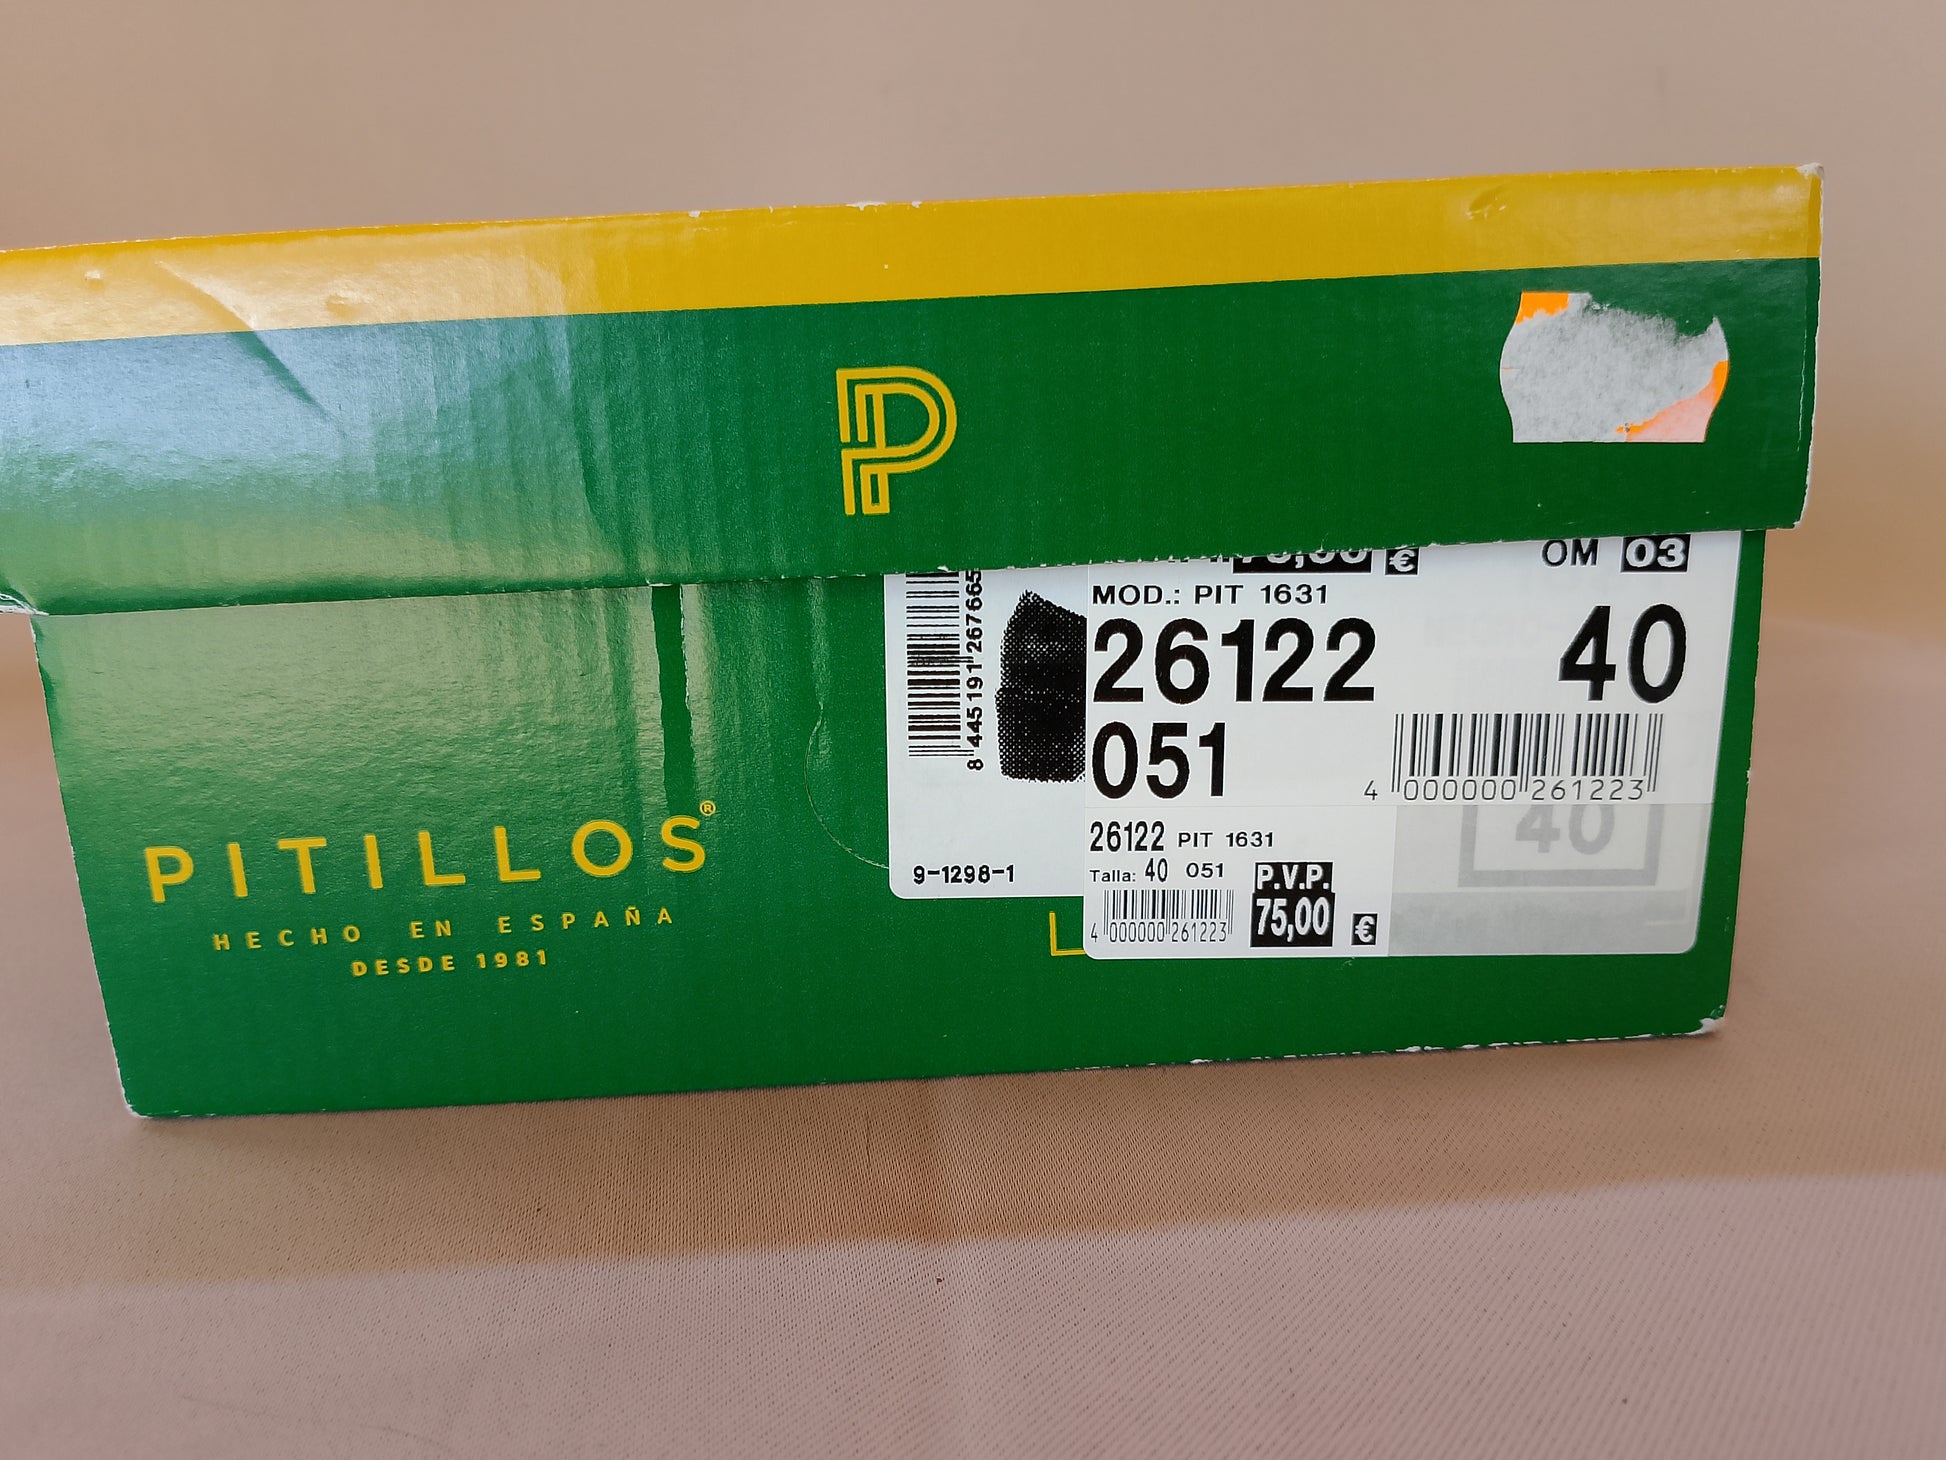 P
€
OM 03
MOD.: PIT 1631
26122 40
051
8 445191 267665
4 000000 261223
PITILLOS®
HECHO EN ESPAÑA
DESDE 1981
9-1298-1
26122 PIT 1631
Talla: 40 051
P.V.P.
75,00 €
4 000000 261223
40